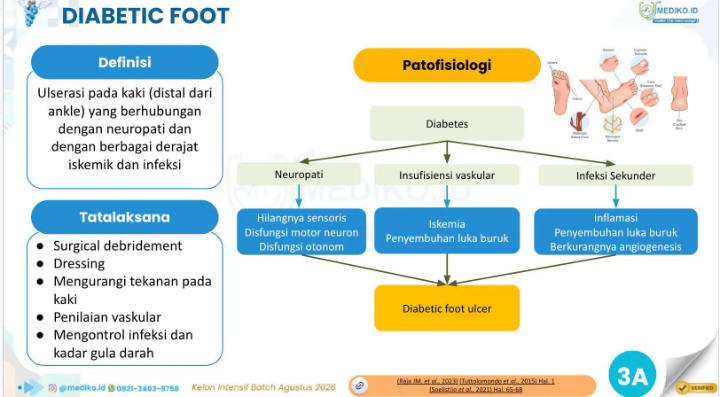 DIABETIC FOOT
MEDIKO.ID
Definisi
Ulserasi pada kaki (distal dari
ankle) yang berhubungan
dengan neuropati dan
dengan berbagai derajat
iskemik dan infeksi
Tatalaksana
● Surgical debridement
● Dressing
● Mengurangi tekanan pada
kaki
● Penilaian vaskular
● Mengontrol infeksi dan
kadar gula darah
Patofisiologi
Diabetes
Neuropati
Insufisiensi vaskular
Infeksi Sekunder
Hilangnya sensoris
Disfungsi motor neuron
Disfungsi otonom
Iskemia
Penyembuhan luka buruk
Inflamasi
Penyembuhan luka buruk
Berkurangnya angiogenesis
Diabetic foot ulcer
MEDIKO.ID
@mediko.id 0821-3403-9758
Kelon Intensif Batch Agustus 2026
(Raja JM, et al., 2023) (Tuttolomondo et al., 2015) Hal. 1
(Soelistijo et al., 2021) Hal. 65-68
3A
VERIFIED